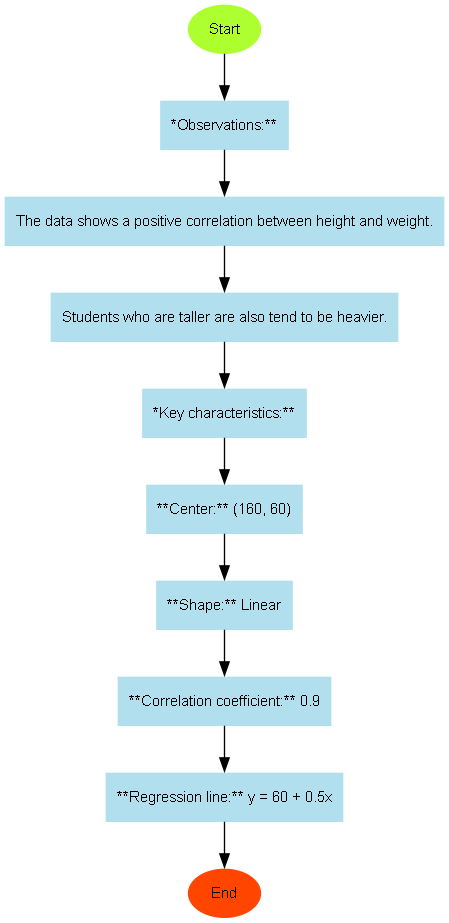 Start
*Observations:**
The data shows a positive correlation between height and weight.
Students who are taller are also tend to be heavier.
*Key characteristics:**
**Center:** (160, 60)
**Shape:** Linear
**Correlation coefficient:** 0.9
**Regression line:** y = 60 + 0.5x
End